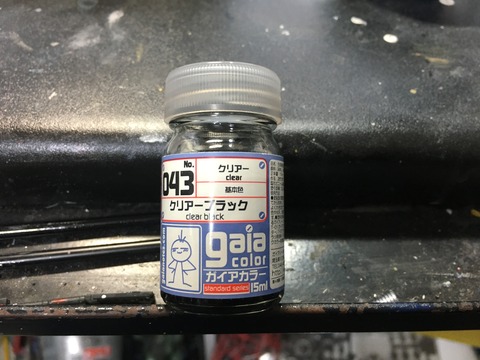 No.
043
クリアー
clear
基本色
クリアーブラック
clear black
gaia
color
ガイアカラー
standard series
15ml